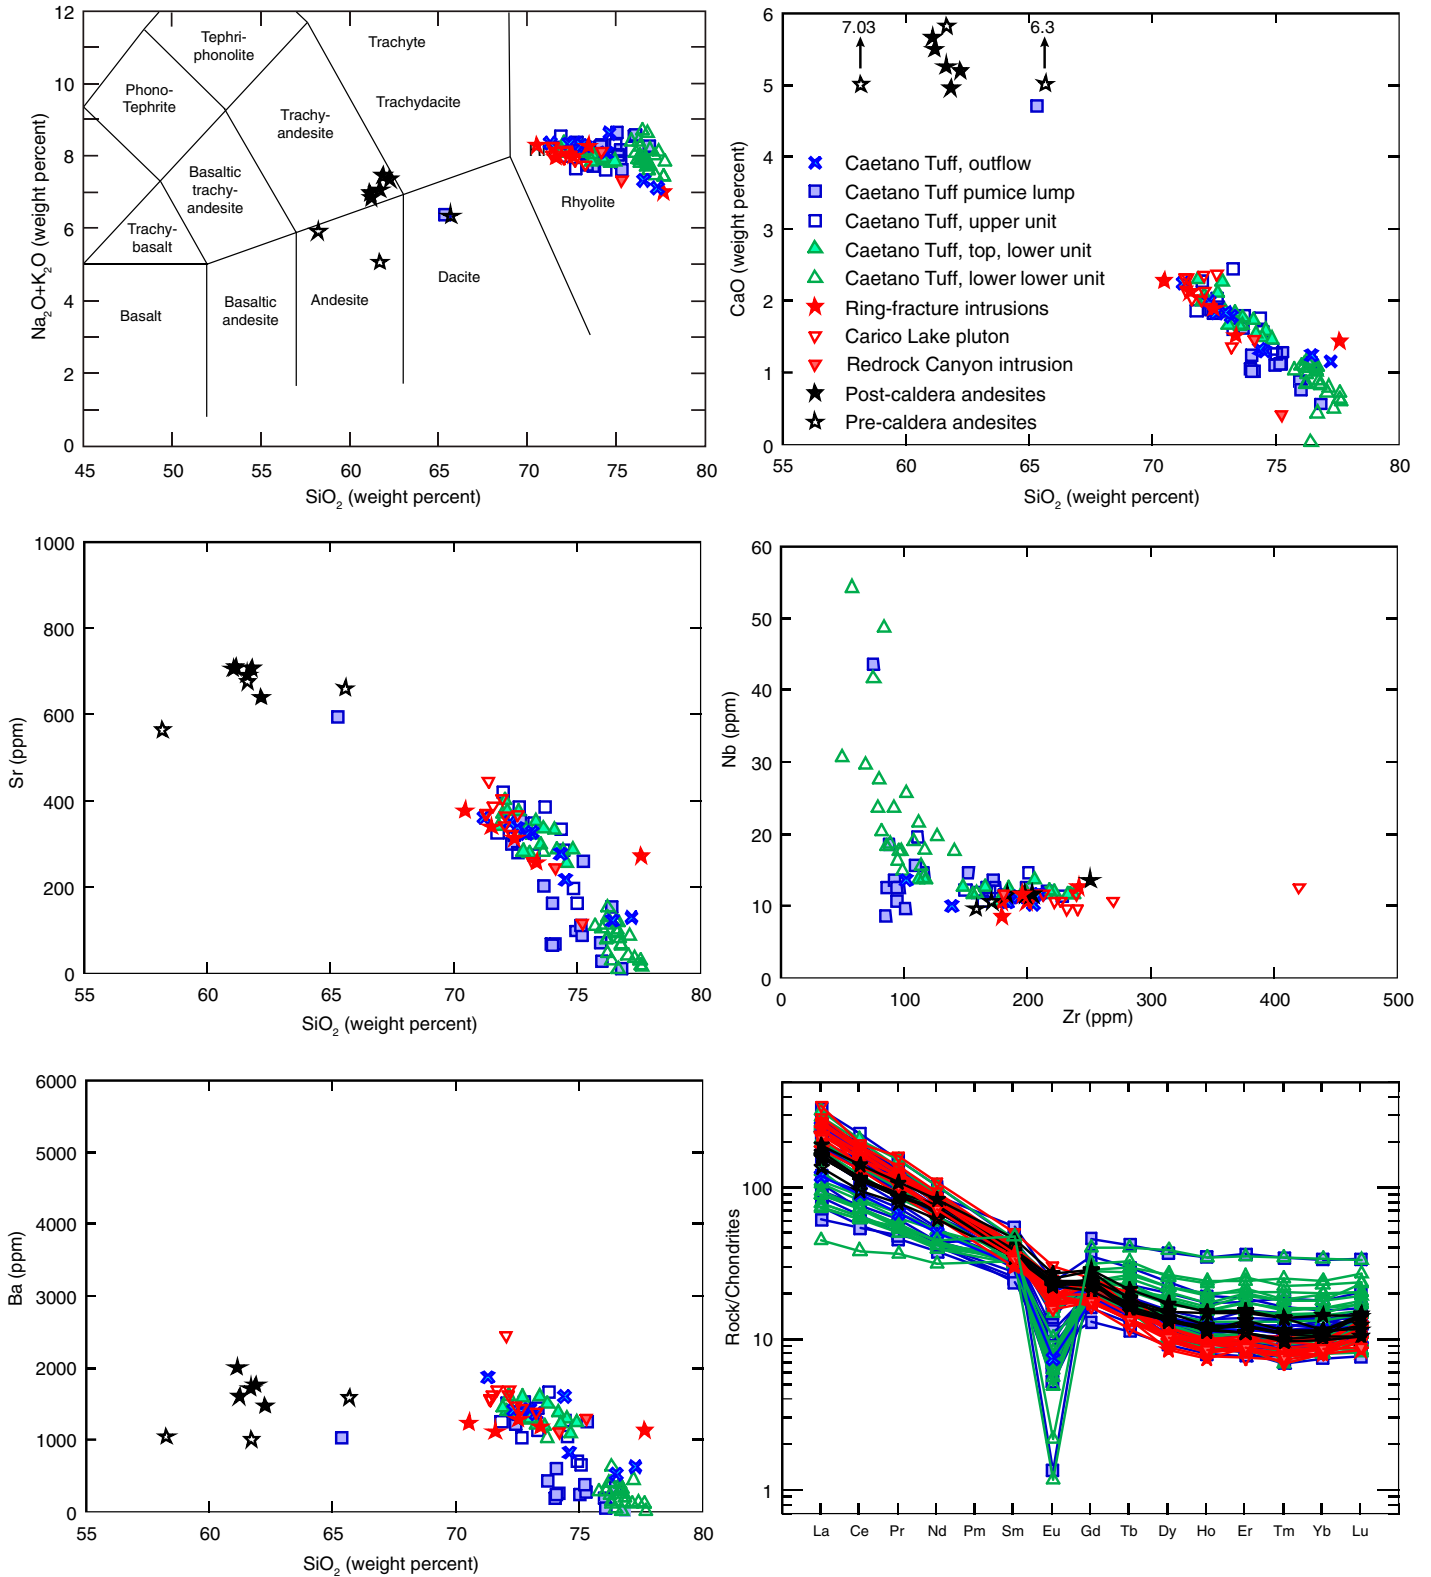 12
10
8
6
4
2
0
Na₂O+K₂O (weight percent)
Tephri-
phonolite
Trachyte
Phono-
Tephrite
Trachydacite
Trachy-
andesite
Basaltic
trachy-
andesite
Trachy-
basalt
Rhyolite
Dacite
Andesite
Basaltic
andesite
Basalt
45 50 55 60 65 70 75 80
SiO₂ (weight percent)
6
5
4
3
2
1
0
CaO (weight percent)
7.03 6.3
Caetano Tuff, outflow
Caetano Tuff pumice lump
Caetano Tuff, upper unit
Caetano Tuff, top, lower unit
Caetano Tuff, lower lower unit
Ring-fracture intrusions
Carico Lake pluton
Redrock Canyon intrusion
Post-caldera andesites
Pre-caldera andesites
55 60 65 70 75 80
SiO₂ (weight percent)
1000
800
600
400
200
0
Sr (ppm)
55 60 65 70 75 80
SiO₂ (weight percent)
60
50
40
30
20
10
0
Nb (ppm)
0 100 200 300 400 500
Zr (ppm)
6000
5000
4000
3000
2000
1000
0
Ba (ppm)
55 60 65 70 75 80
SiO₂ (weight percent)
100
10
1
Rock/Chondrites
La Ce Pr Nd Pm Sm Eu Gd Tb Dy Ho Er Tm Yb Lu